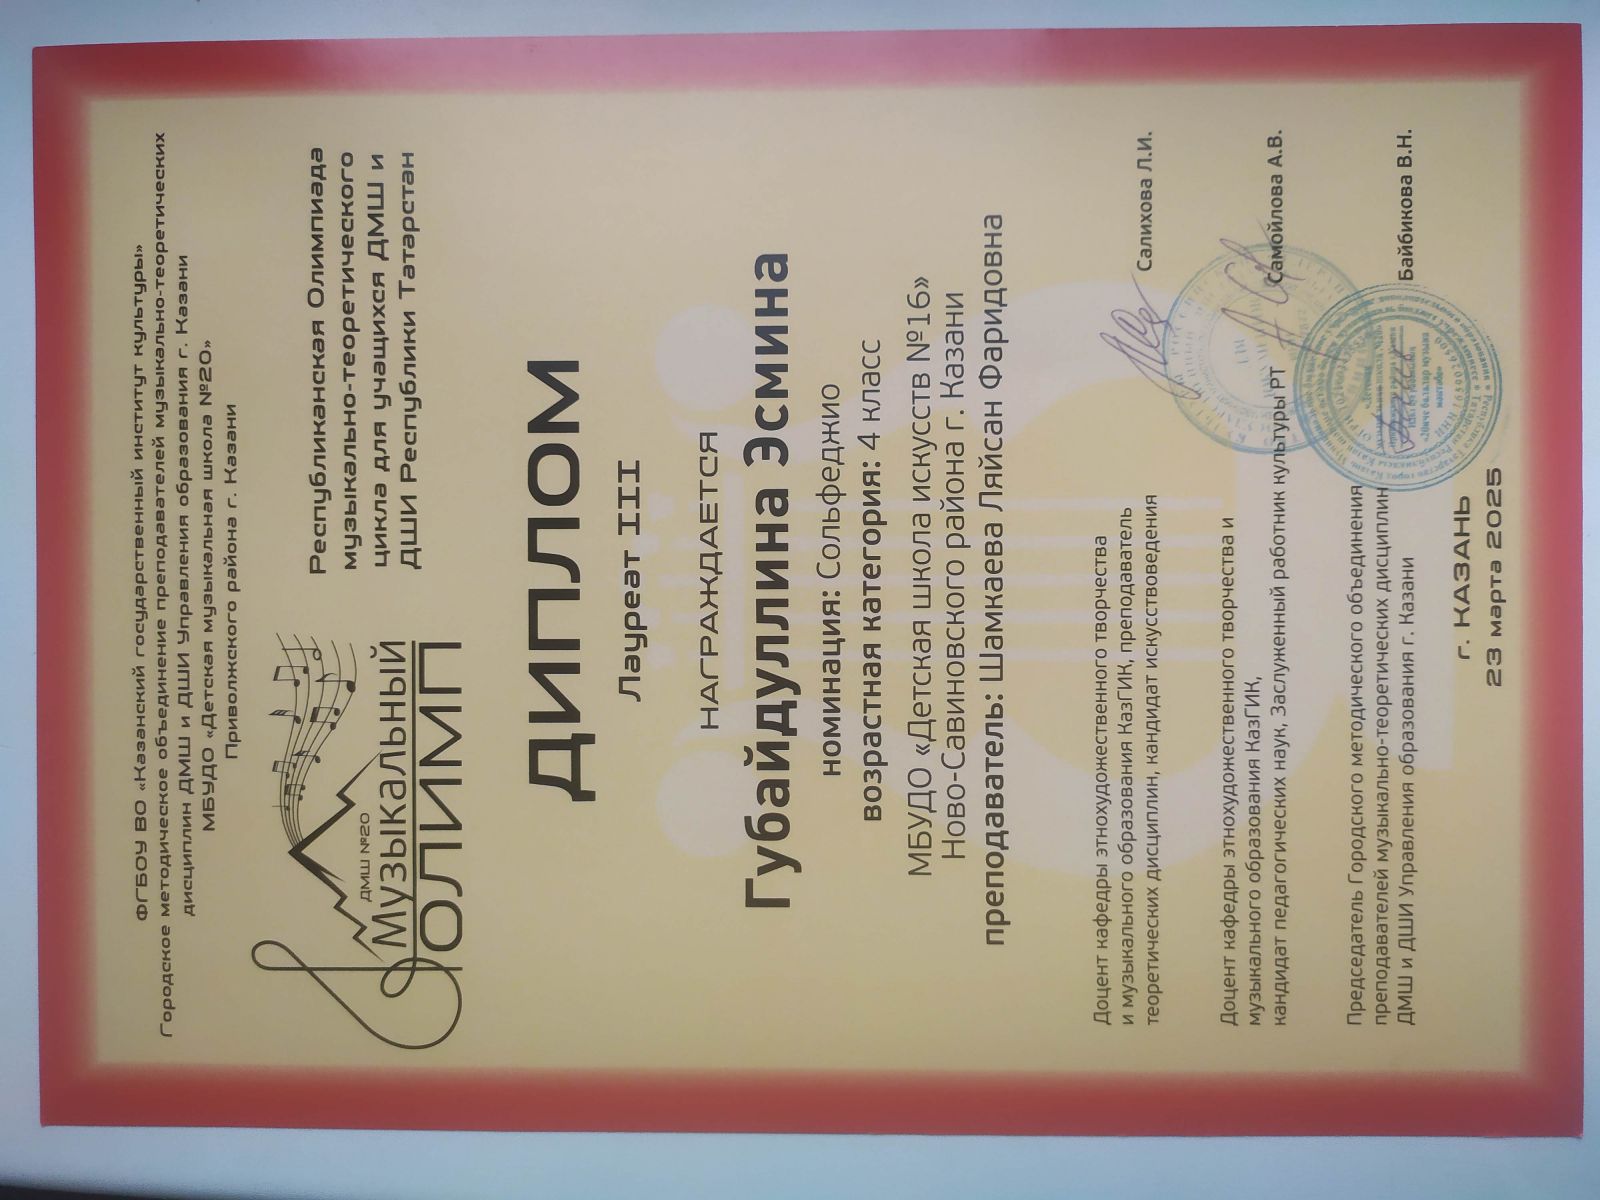 ФГБОУ ВО «Казанский государственный институт культуры»
Городское методическое объединение преподавателей музыкально-теоретических
дисциплин ДМШ и ДШИ Управления образования г. Казани
МБУДО «Детская музыкальная школа №20»
Приволжского района г. Казани
ДМШ №20
Музыкальный
ОЛИМП
Республиканская Олимпиада
музыкально-теоретического
цикла для учащихся ДМШ и
ДШИ Республики Татарстан
ДИПЛОМ
Лауреат III
НАГРАЖДАЕТСЯ
Губайдуллина Эсмина
номинация: Сольфеджио
возрастная категория: 4 класс
МБУДО «Детская школа искусств №16»
Ново-Савиновского района г. Казани
преподаватель: Шамкаева Ляйсан Фаридовна
Доцент кафедры этнохудожественного творчества
и музыкального образования КазГИК, преподаватель
теоретических дисциплин, кандидат искусствоведения
Салихова Л.И.
Доцент кафедры этнохудожественного творчества и
музыкального образования КазГИК,
кандидат педагогических наук, Заслуженный работник культуры РТ
Самойлова А.В.
Председатель Городского методического объединения
преподавателей музыкально-теоретических дисциплин
ДМШ и ДШИ Управления образования г. Казани
Байбикова В.Н.
г. КАЗАНЬ
23 марта 2025